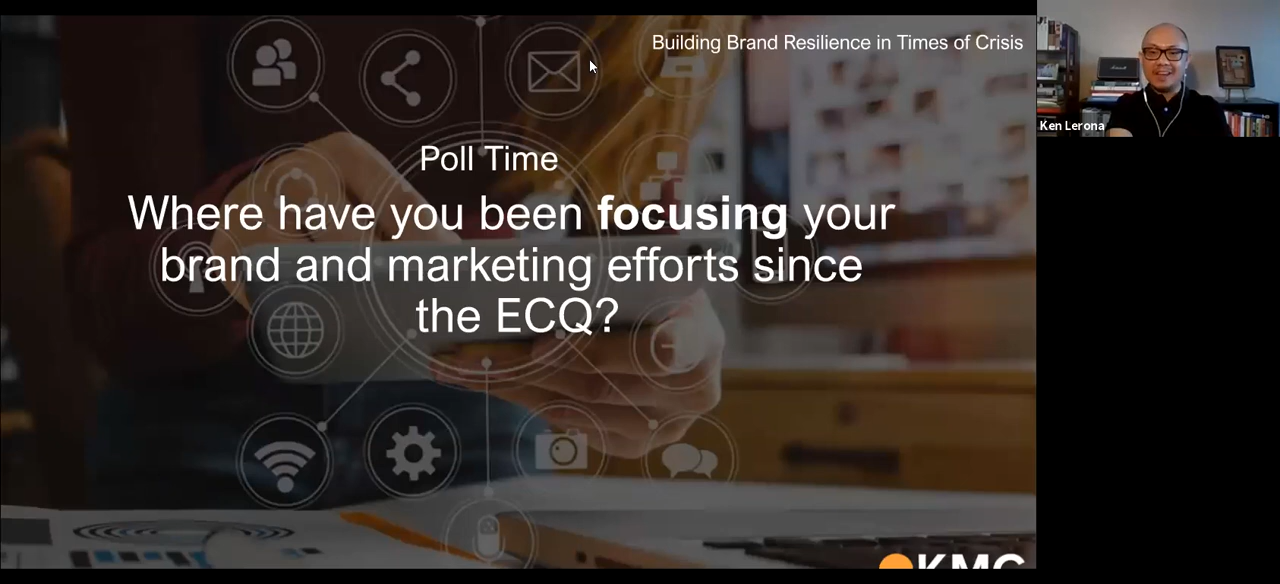 Building Brand Resilience in Times of Crisis
Ken Lerona
Poll Time
Where have you been focusing your
brand and marketing efforts since
the ECQ?
KMC